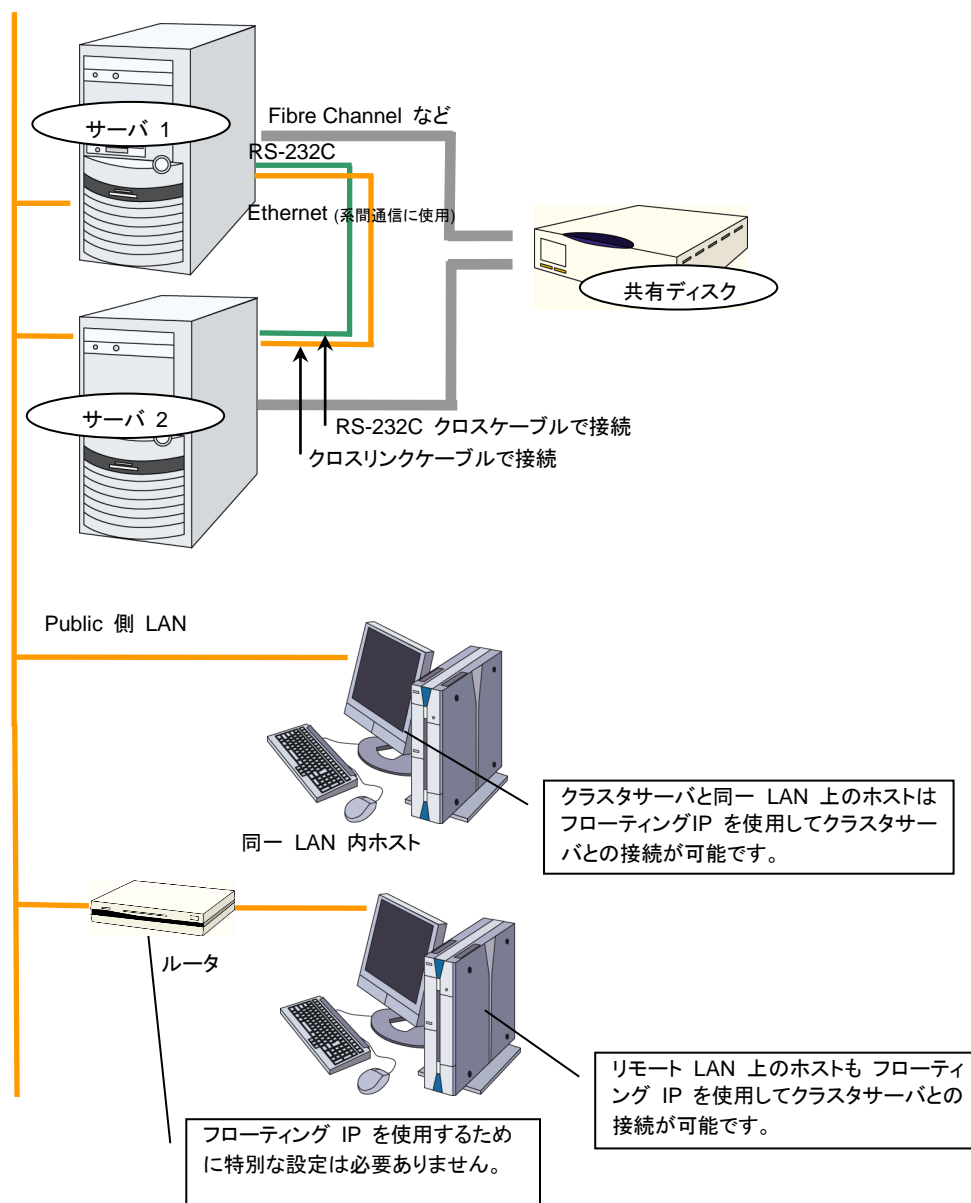 Fibre Channel など
サーバ 1
RS-232C
Ethernet (系間通信に使用)
共有ディスク
サーバ 2
RS-232C クロスケーブルで接続
クロスリンクケーブルで接続
Public 側 LAN
クラスタサーバと同一 LAN 上のホストは
フローティングIP を使用してクラスタサー
バとの接続が可能です。
同一 LAN 内ホスト
ルータ
リモート LAN 上のホストも フローティ
ング IP を使用してクラスタサーバとの
接続が可能です。
フローティング IP を使用するため
に特別な設定は必要ありません。